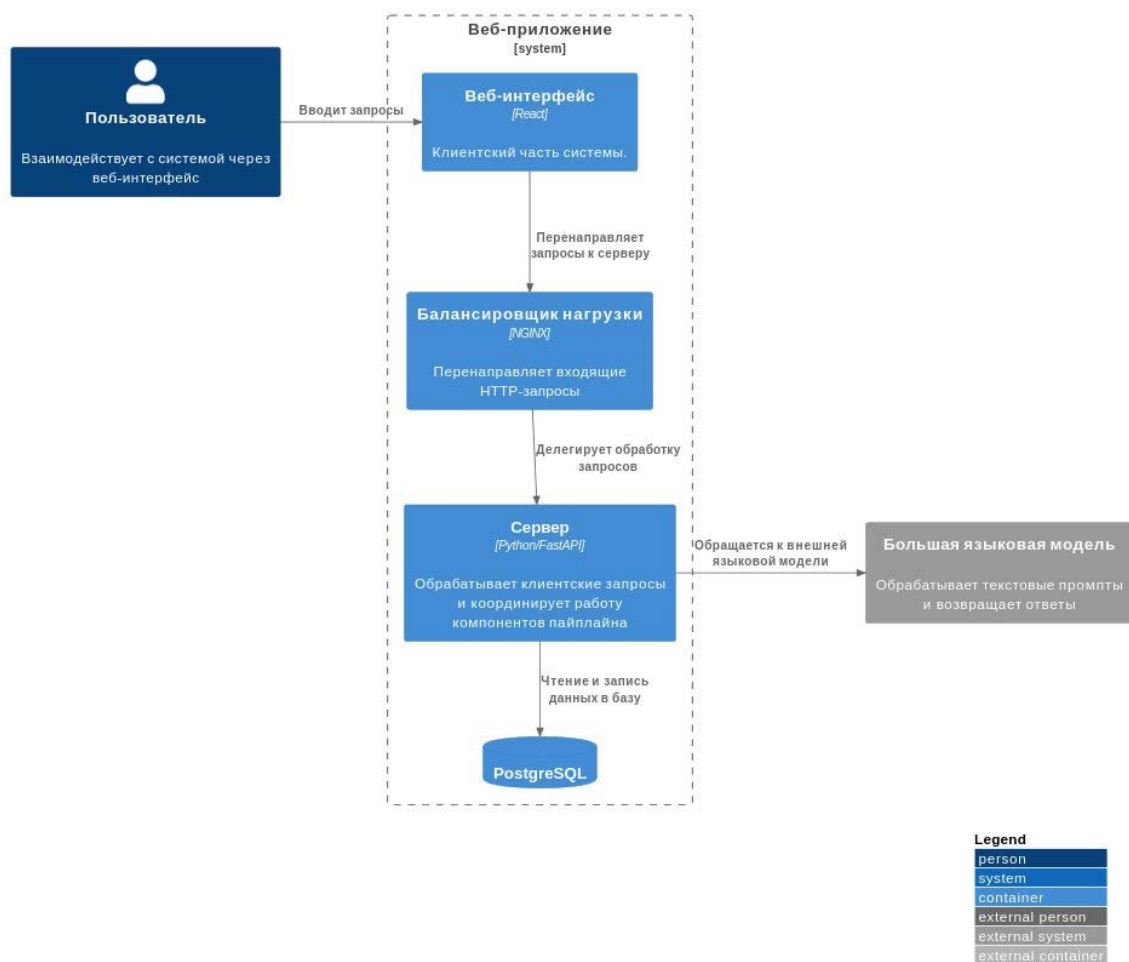 Веб-приложение
[system]
Пользователь
Взаимодействует с системой через
веб-интерфейс
Вводит запросы
Веб-интерфейс
[React]
Клиентский часть системы.
Перенаправляет
запросы к серверу
Балансировщик нагрузки
[NGINX]
Перенаправляет входящие
HTTP-запросы
Делегирует обработку
запросов
Сервер
[Python/FastAPI]
Обрабатывает клиентские запросы
и координирует работу
компонентов пайплайна
Обращается к внешней
языковой модели
Большая языковая модель
Обрабатывает текстовые промпты
и возвращает ответы
Чтение и запись
данных в базу
PostgreSQL
Legend
person
system
container
external person
external system
external container